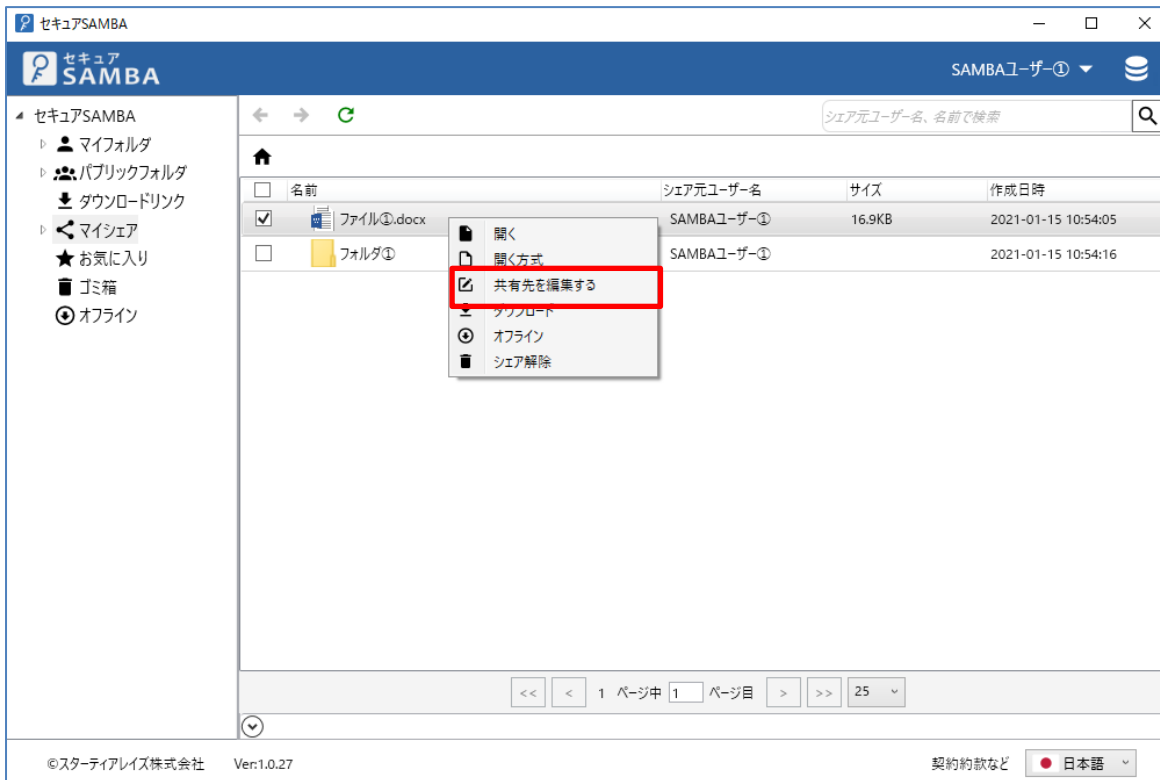 セキュアSAMBA
セキュア
SAMBA
SAMBAユーザー①
セキュアSAMBA
マイフォルダ
パブリックフォルダ
ダウンロードリンク
マイシェア
お気に入り
ゴミ箱
オフライン
シェア元ユーザー名、名前で検索
名前 シェア元ユーザー名 サイズ 作成日時
ファイル①.docx SAMBAユーザー① 16.9KB 2021-01-15 10:54:05
フォルダ① SAMBAユーザー① 2021-01-15 10:54:16
開く
開く方式
共有先を編集する
ダウンロード
オフライン
シェア解除
<< < 1 ページ中 1 ページ目 > >> 25
©スターティアレイズ株式会社 Ver:1.0.27 契約約款など 日本語